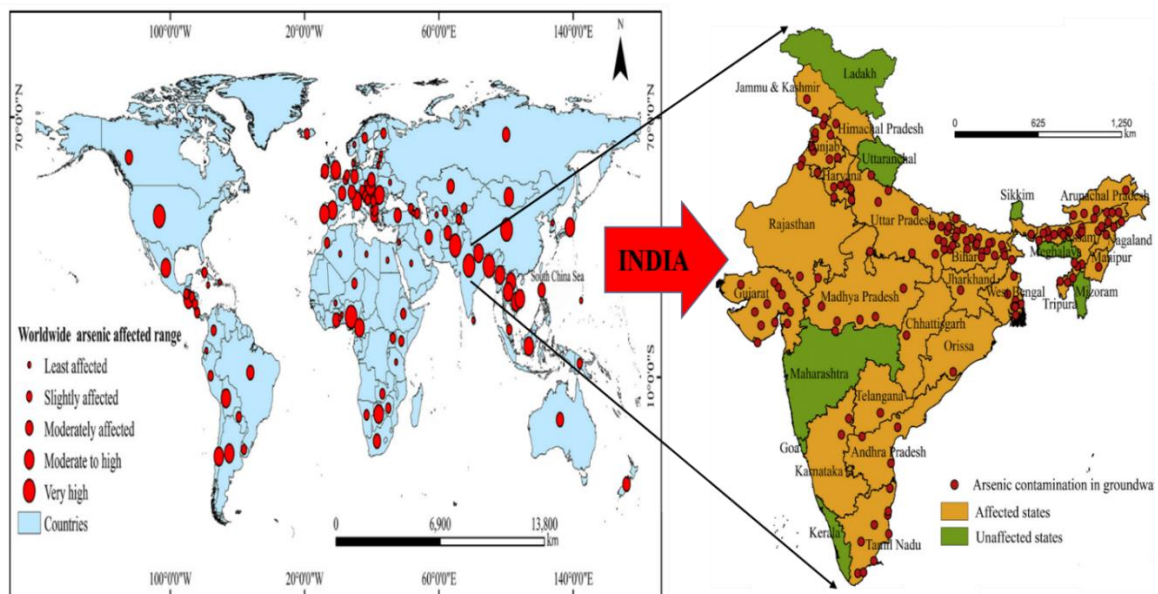 100°0'0"W 20°0'0"W 60°0'0"E 140°0'0"E
N
70°0'0"N
70°0'0"N
10°0'0"S
10°0'0"S
South China Sea
Worldwide arsenic affected range
Least affected
Slightly affected
Moderately affected
Moderate to high
Very high
Countries
0 6,900 13,800
km
100°0'0"W 20°0'0"W 60°0'0"E 140°0'0"E
INDIA
Ladakh
Jammu & Kashmir
0 625 1,250
km
Himachal Pradesh
Punjab
Uttaranchal
Haryana
Sikkim
Arunachal Pradesh
Rajasthan
Uttar Pradesh
Assam
Nagaland
Bihar
Meghalaya
Manipur
Jharkhand
Gujarat
Madhya Pradesh
West Bengal
Tripura
Mizoram
Chhattisgarh
Orissa
Maharashtra
Telangana
Goa
Andhra Pradesh
Karnataka
Arsenic contamination in groundwa
Affected states
Unaffected states
Kerala
Tamil Nadu